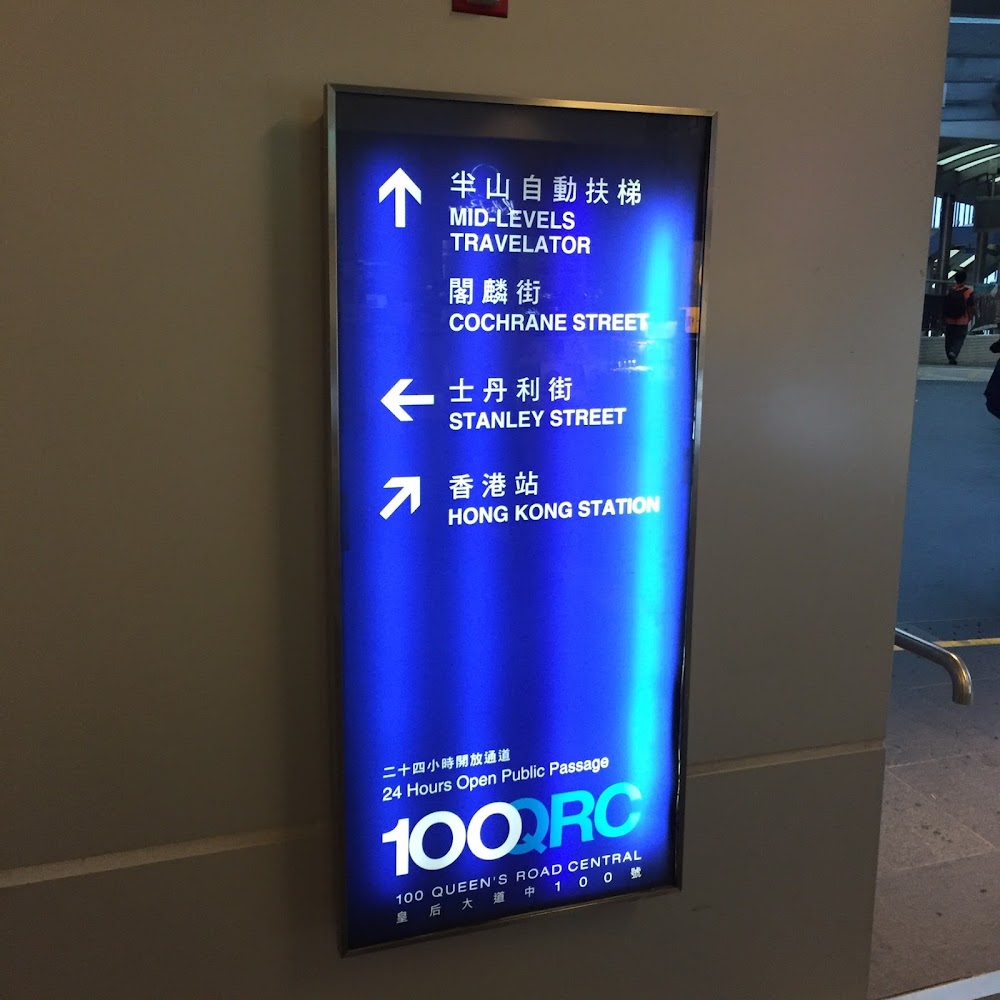 半山自動扶梯
MID-LEVELS
TRAVELATOR
閣麟街
COCHRANE STREET
士丹利街
STANLEY STREET
香港站
HONG KONG STATION
二十四小時開放通道
24 Hours Open Public Passage
100QRC
100 QUEEN'S ROAD CENTRAL
皇后大道中100號